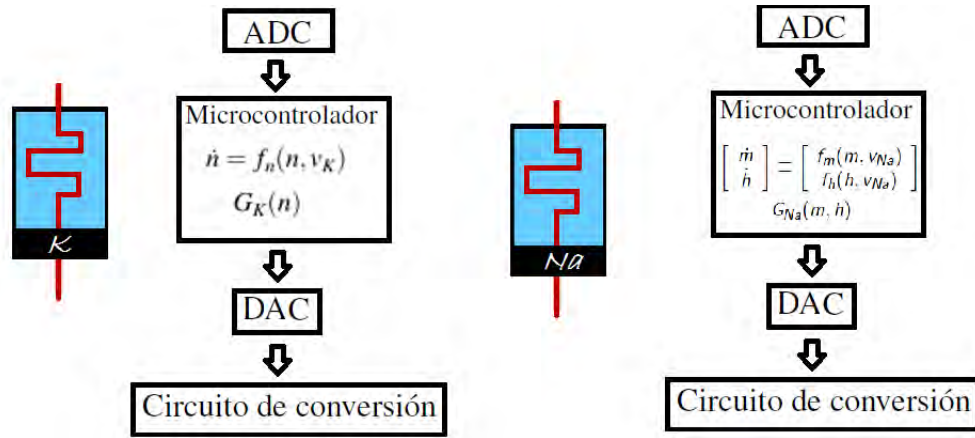 ADC
Microcontrolador
ṅ = fₙ(n, v_K)
G_K(n)
K
DAC
Circuito de conversión
ADC
Microcontrolador
[ ṁ ] = [ f_m(m, v_Na) ]
[ ḣ ] [ f_h(h, v_Na) ]
G_Na(m, h)
Na
DAC
Circuito de conversión